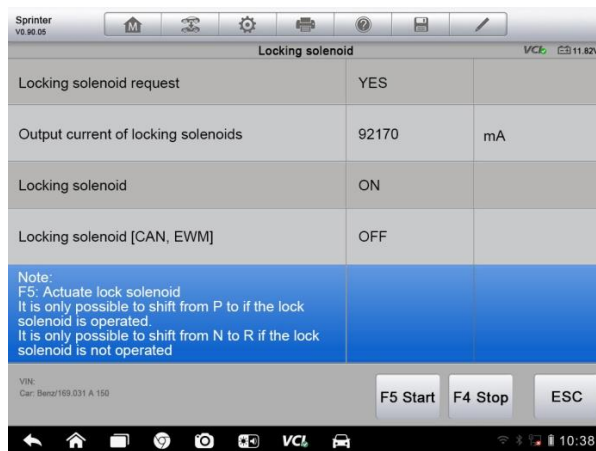 Sprinter
V0.90.05
Locking solenoid
VCI 11.82V
Locking solenoid request YES
Output current of locking solenoids 92170 mA
Locking solenoid ON
Locking solenoid [CAN, EWM] OFF
Note:
F5: Actuate lock solenoid
It is only possible to shift from P to if the lock
solenoid is operated.
It is only possible to shift from N to R if the lock
solenoid is not operated
VIN:
Car: Benz/169.031 A 150
F5 Start F4 Stop ESC
VCI 10:38